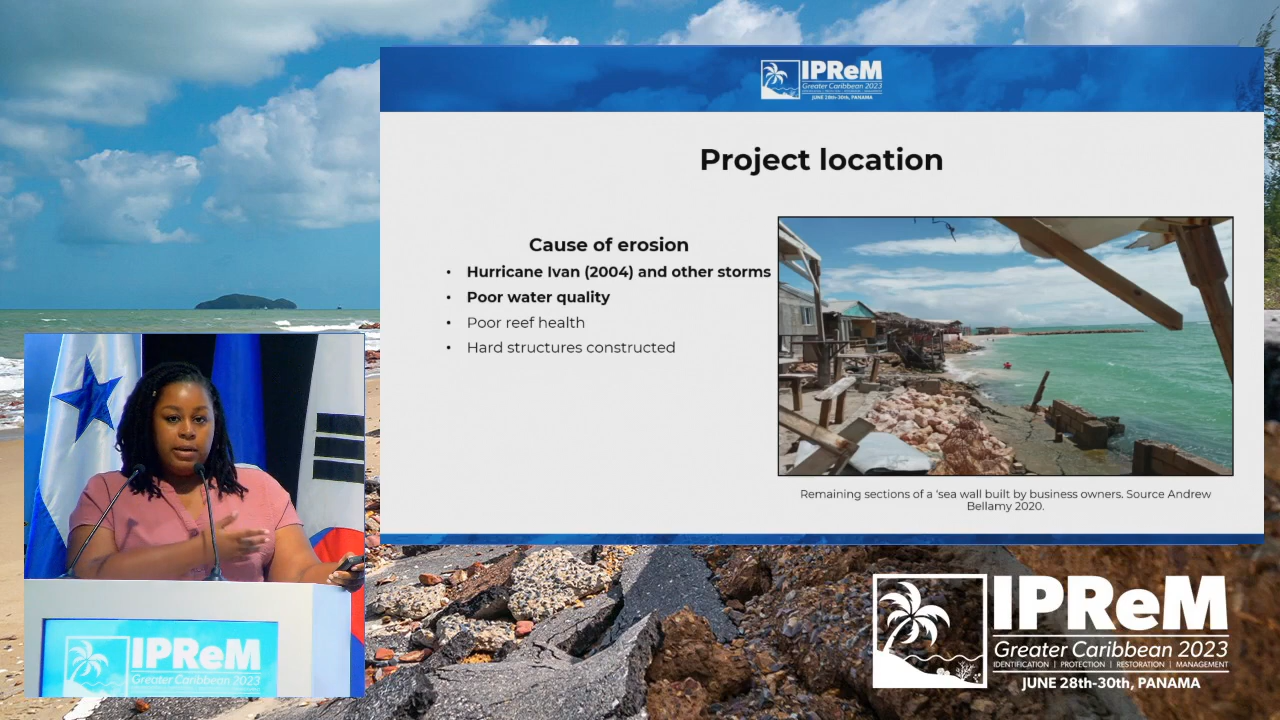 IPReM
Greater Caribbean 2023
JUNE 28th-30th, PANAMA
Project location
Cause of erosion
• Hurricane Ivan (2004) and other storms
• Poor water quality
• Poor reef health
• Hard structures constructed
Remaining sections of a ‘sea wall built by business owners. Source Andrew
Bellamy 2020.
IPReM
Greater Caribbean 2023
IPReM
Greater Caribbean 2023
IDENTIFICATION | PROTECTION | RESTORATION | MANAGEMENT
JUNE 28th-30th, PANAMA